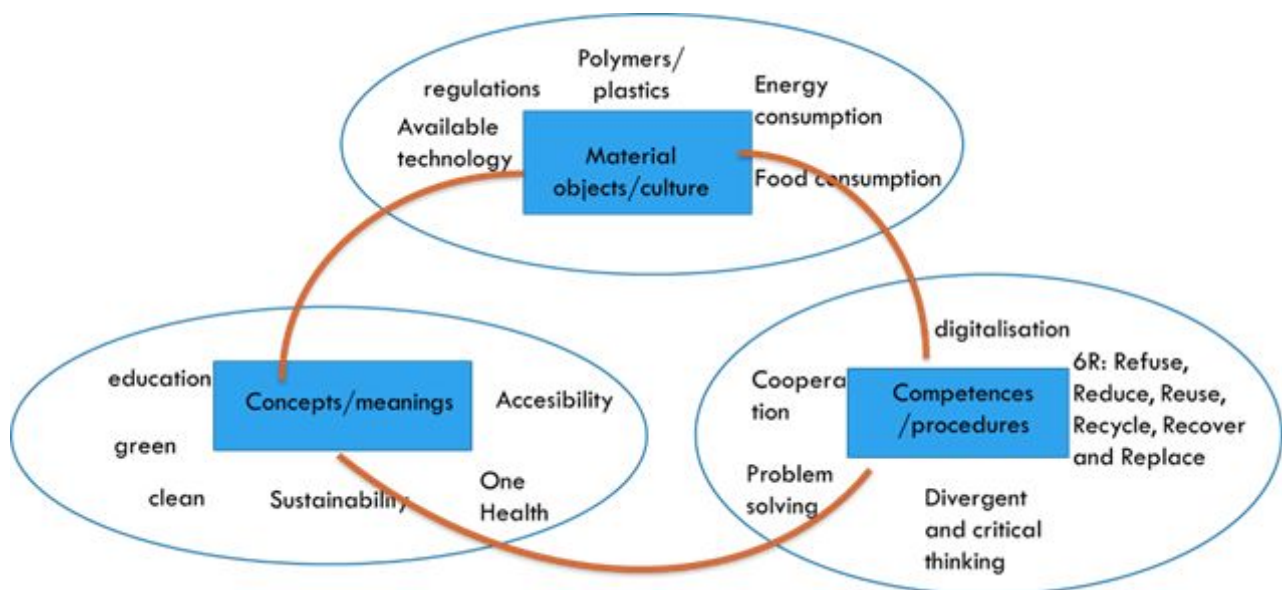 Polymers/
plastics
regulations
Energy
consumption
Available
technology
Material
objects/culture
Food consumption
education
Concepts/meanings
Accesibility
green
clean
Sustainability
One
Health
digitalisation
Coopera
tion
Competences
/procedures
6R: Refuse,
Reduce, Reuse,
Recycle, Recover
and Replace
Problem
solving
Divergent
and critical
thinking